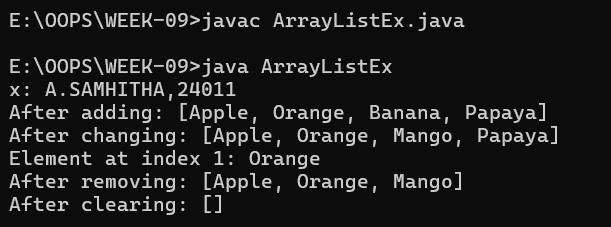 E:\OOPS\WEEK-09>javac ArrayListEx.java
E:\OOPS\WEEK-09>java ArrayListEx
x: A.SAMHITHA,24011
After adding: [Apple, Orange, Banana, Papaya]
After changing: [Apple, Orange, Mango, Papaya]
Element at index 1: Orange
After removing: [Apple, Orange, Mango]
After clearing: []